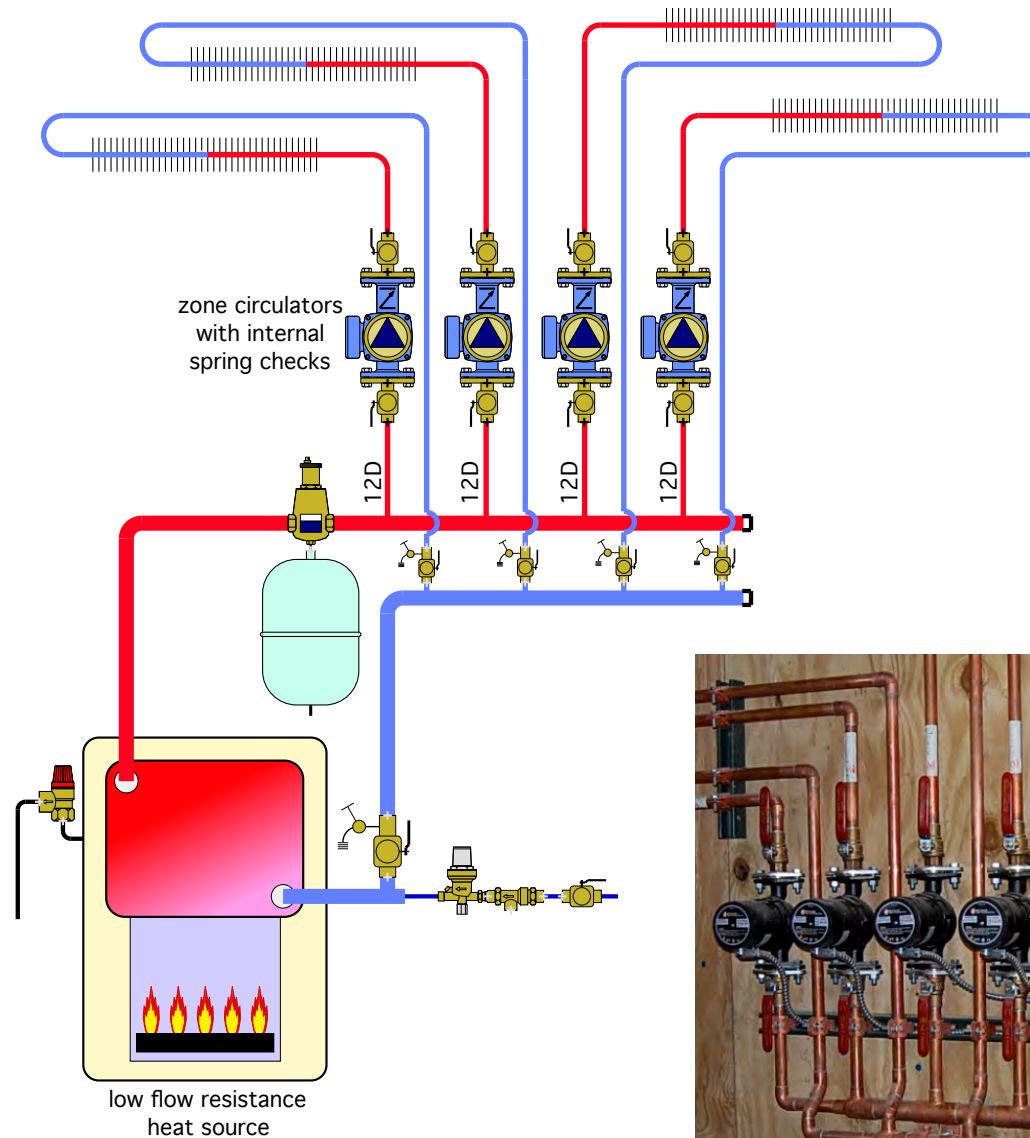 zone circulators
with internal
spring checks
12D
12D
12D
12D
low flow resistance
heat source